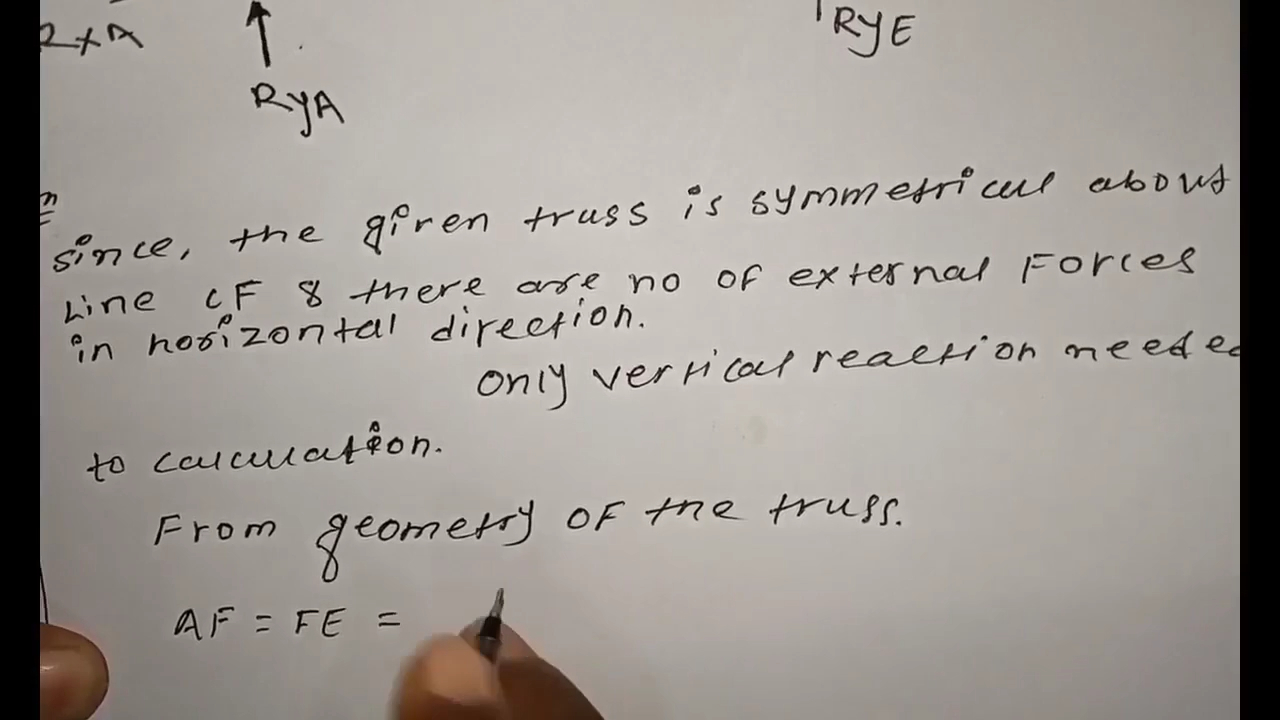 RxA
RyE
RyA
since, the given truss is symmetrical about
Line CF & there are no of external Forces
in horizontal direction.
only vertical reaction needed
to calculation.
From geometry of the truss.
AF = FE =